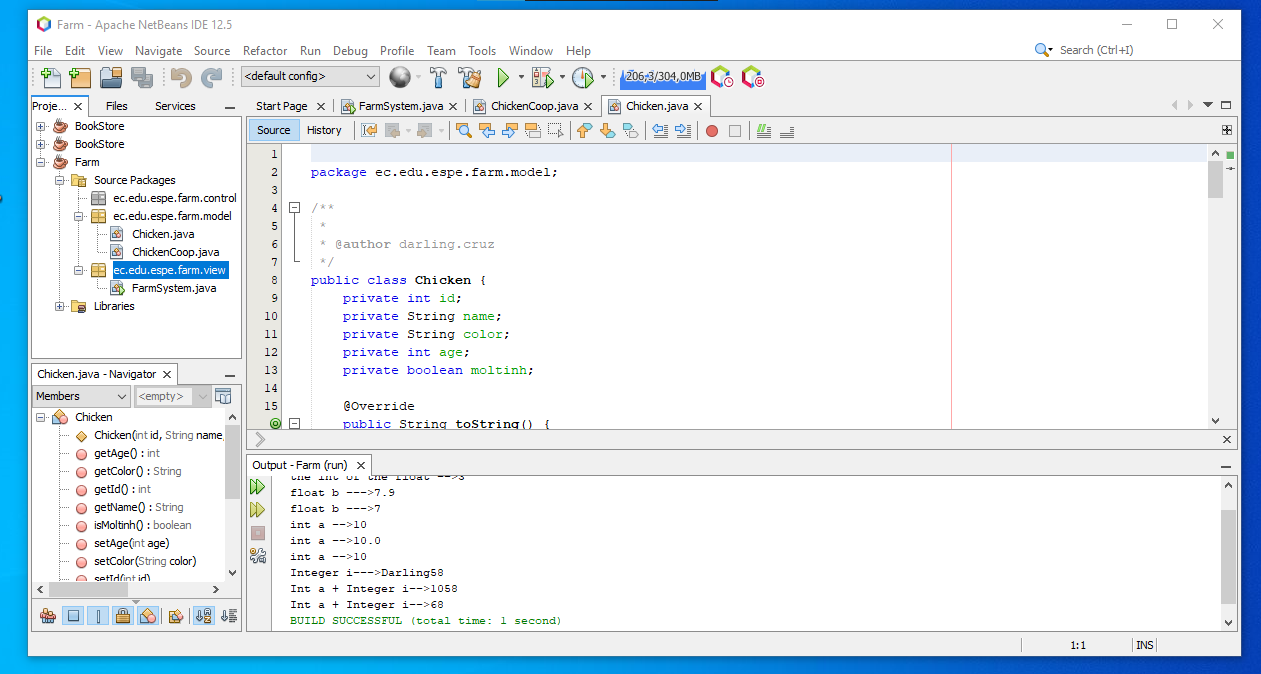 Farm - Apache NetBeans IDE 12.5
File Edit View Navigate Source Refactor Run Debug Profile Team Tools Window Help
Search (Ctrl+I)
<default config>
206,3/304,0MB
Proje...
Files
Services
BookStore
BookStore
Farm
Source Packages
ec.edu.espe.farm.control
ec.edu.espe.farm.model
Chicken.java
ChickenCoop.java
ec.edu.espe.farm.view
FarmSystem.java
Libraries
Chicken.java - Navigator
Members
<empty>
Chicken
Chicken(int id, String name,
getAge() : int
getColor() : String
getId() : int
getName() : String
isMoltinh() : boolean
setAge(int age)
setColor(String color)
setId(int id)
Start Page
FarmSystem.java
ChickenCoop.java
Chicken.java
Source
History
1
2 package ec.edu.espe.farm.model;
3
4 /**
5 *
6 * @author darling.cruz
7 */
8 public class Chicken {
9 private int id;
10 private String name;
11 private String color;
12 private int age;
13 private boolean moltinh;
14
15 @Override
public String toString() {
Output - Farm (run)
the int of the float -->3
float b --->7.9
float b --->7
int a -->10
int a -->10.0
int a -->10
Integer i--->Darling58
Int a + Integer i-->1058
Int a + Integer i-->68
BUILD SUCCESSFUL (total time: 1 second)
1:1
INS